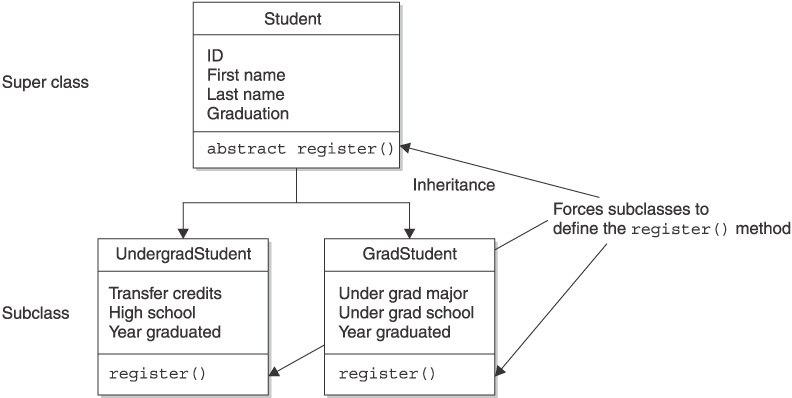 Student
ID
First name
Last name
Graduation
abstract register()
Super class
Inheritance
Forces subclasses to
define the register() method
UndergradStudent
Transfer credits
High school
Year graduated
register()
GradStudent
Under grad major
Under grad school
Year graduated
register()
Subclass